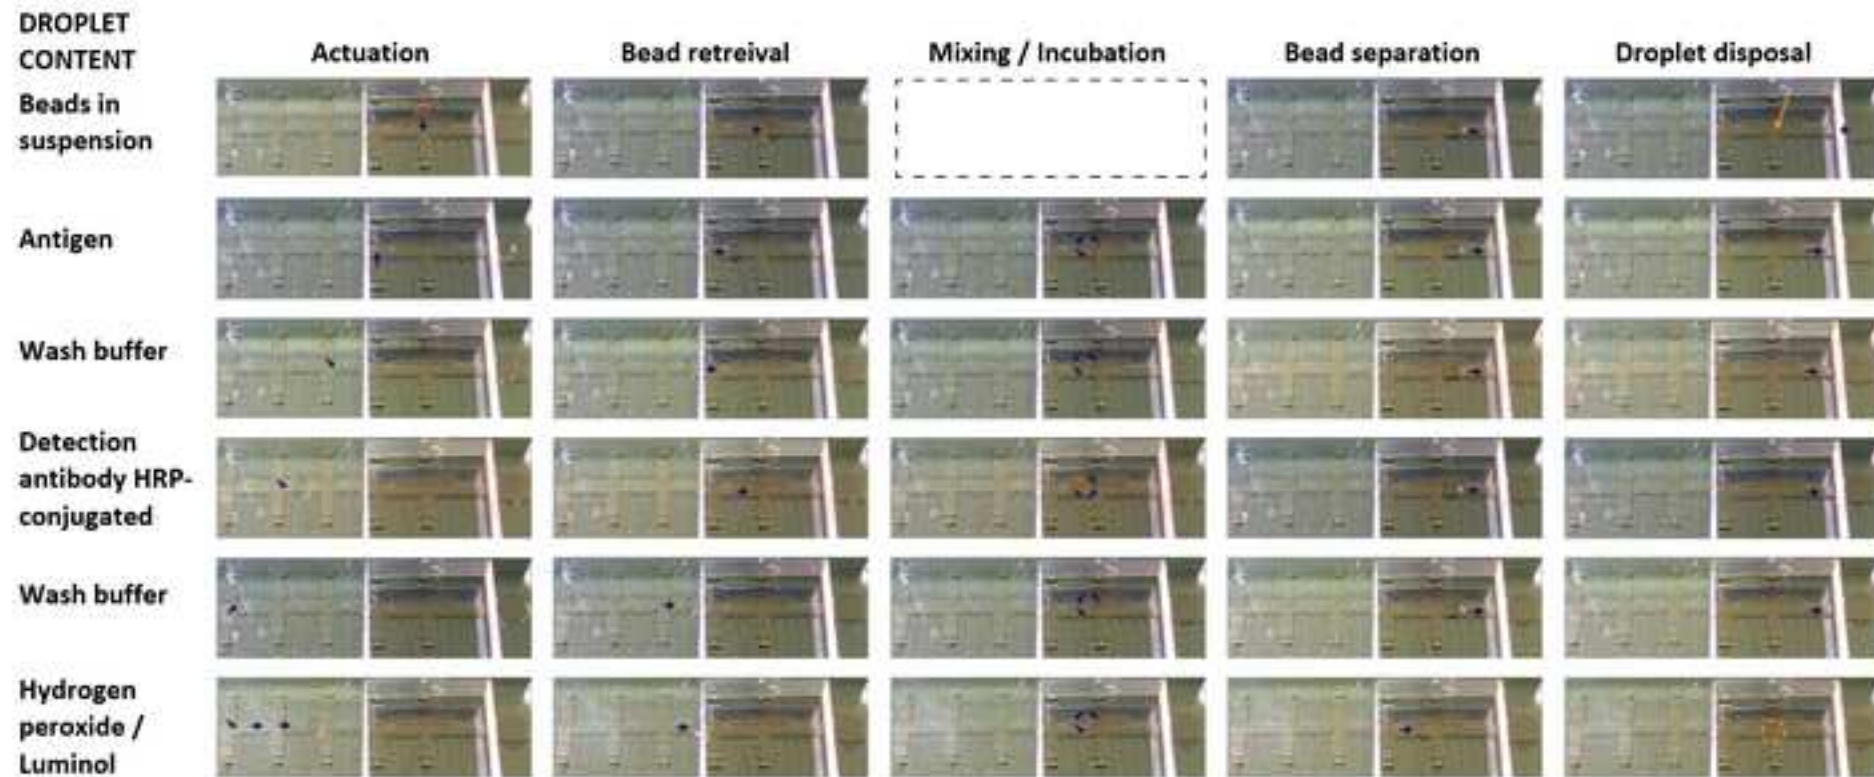 DROPLET
CONTENT
Actuation
Bead retreival
Mixing / Incubation
Bead separation
Droplet disposal
Beads in
suspension
Antigen
Wash buffer
Detection
antibody HRP-
conjugated
Wash buffer
Hydrogen
peroxide /
Luminol